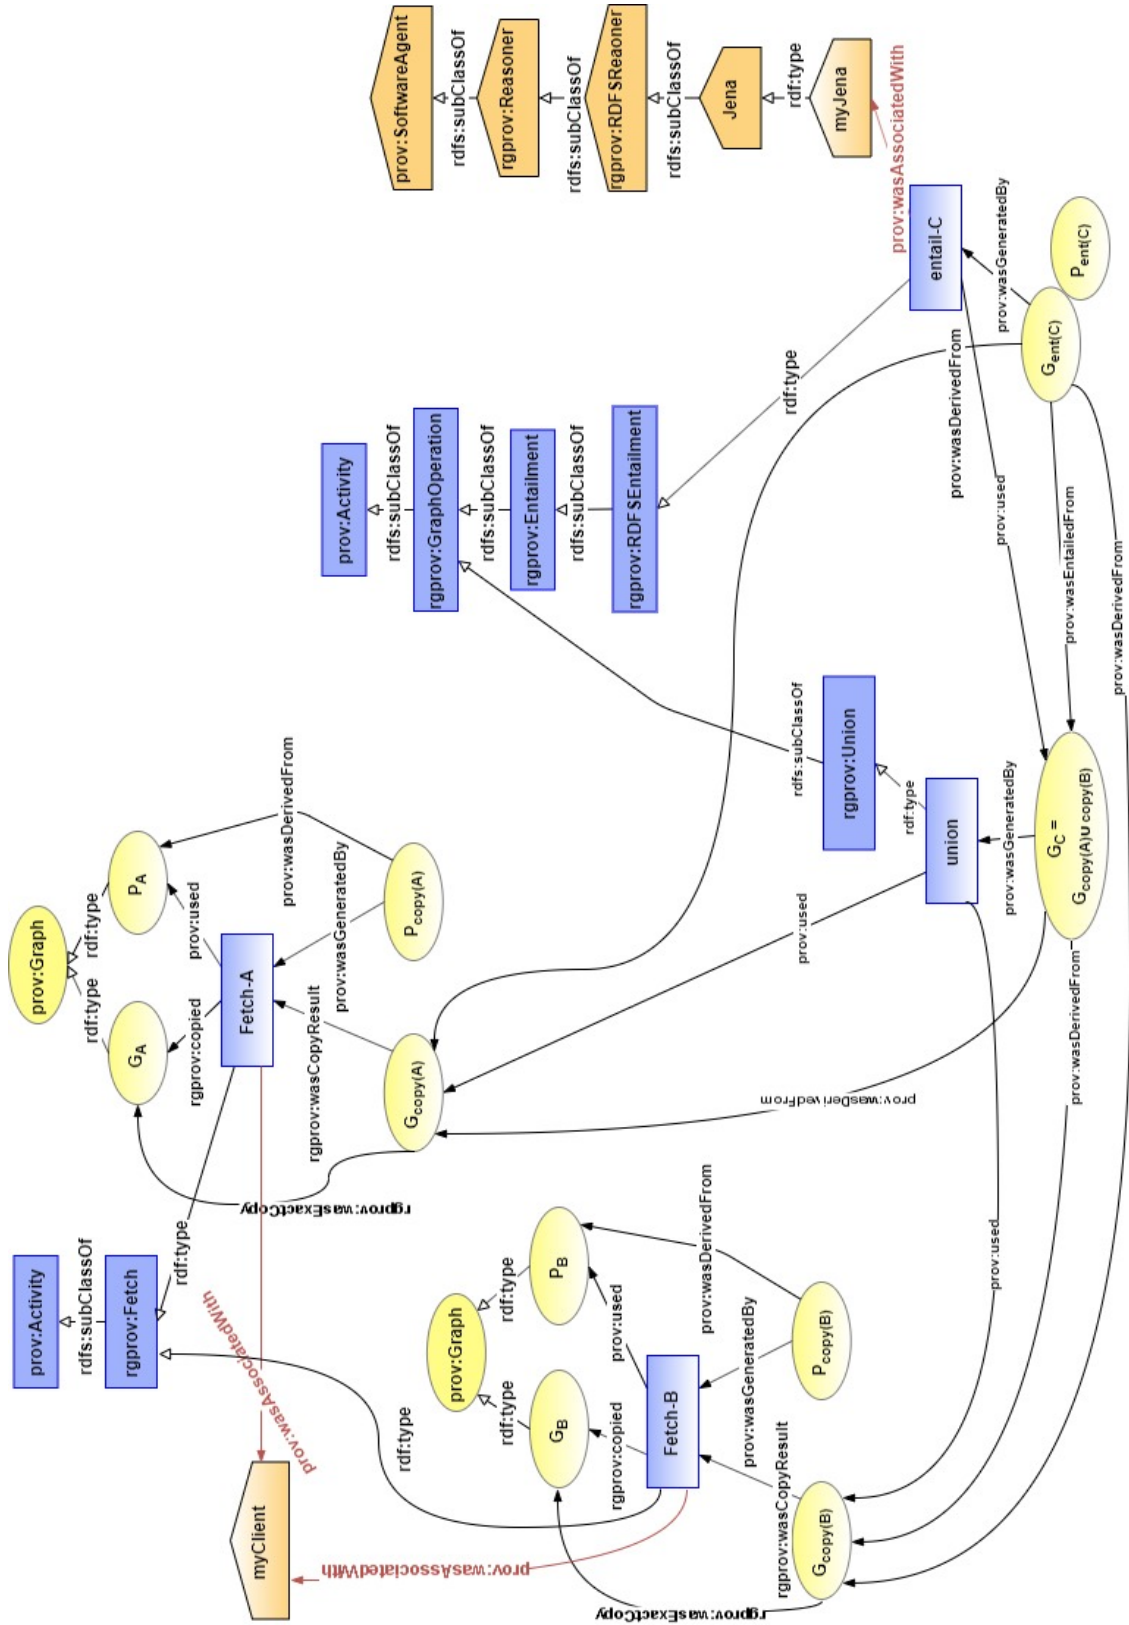 prov:Activity
rdfs:subClassOf
rgprov:Fetch
rdf:type
rdf:type
myClient
prov:wasAssociatedWith
prov:wasAssociatedWith
prov:Graph
rdf:type
rdf:type
G_A
P_A
rgprov:copied
prov:used
Fetch-A
rgprov:wasCopyResult
prov:wasGeneratedBy
prov:wasDerivedFrom
G_copy(A)
P_copy(A)
rgprov:wasExactCopy
prov:Graph
rdf:type
rdf:type
G_B
P_B
rgprov:copied
prov:used
Fetch-B
rgprov:wasCopyResult
prov:wasGeneratedBy
prov:wasDerivedFrom
G_copy(B)
P_copy(B)
rgprov:wasExactCopy
prov:Activity
rdfs:subClassOf
rgprov:GraphOperation
rdfs:subClassOf
rgprov:Entailment
rdfs:subClassOf
rgprov:RDFSEntailment
rdf:type
rdfs:subClassOf
rgprov:Union
rdf:type
union
prov:used
prov:used
prov:wasGeneratedBy
G_C =
G_copy(A)∪ copy(B)
prov:wasDerivedFrom
prov:wasDerivedFrom
prov:SoftwareAgent
rdfs:subClassOf
rgprov:Reasoner
rdfs:subClassOf
rgprov:RDFSReaoner
rdfs:subClassOf
Jena
rdf:type
myJena
prov:wasAssociatedWith
entail-C
prov:wasGeneratedBy
prov:used
prov:wasDerivedFrom
prov:wasEntailedFrom
prov:wasDerivedFrom
G_ent(C)
P_ent(C)